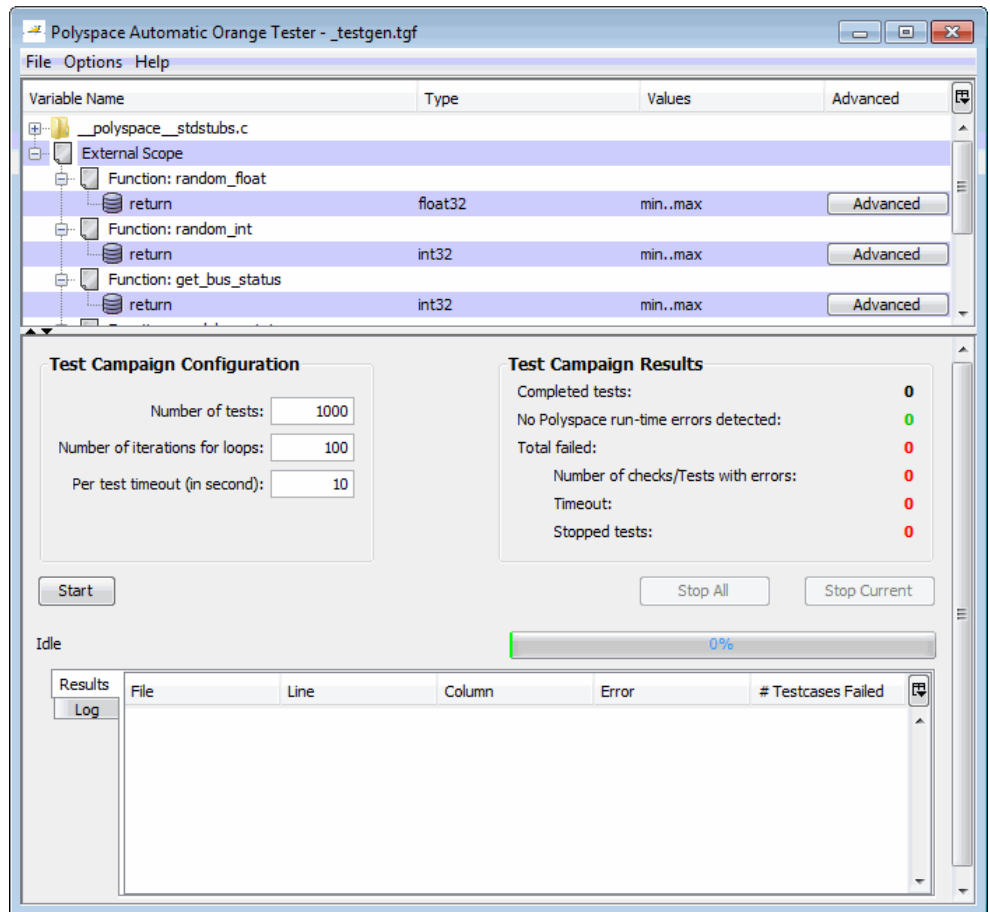 Polyspace Automatic Orange Tester - _testgen.tgf
File Options Help
Variable Name Type Values Advanced
__polyspace__stdstubs.c
External Scope
Function: random_float
return float32 min..max Advanced
Function: random_int
return int32 min..max Advanced
Function: get_bus_status
return int32 min..max Advanced
Test Campaign Configuration
Number of tests: 1000
Number of iterations for loops: 100
Per test timeout (in second): 10
Test Campaign Results
Completed tests: 0
No Polyspace run-time errors detected: 0
Total failed: 0
Number of checks/Tests with errors: 0
Timeout: 0
Stopped tests: 0
Start Stop All Stop Current
Idle 0%
Results
Log
File Line Column Error # Testcases Failed